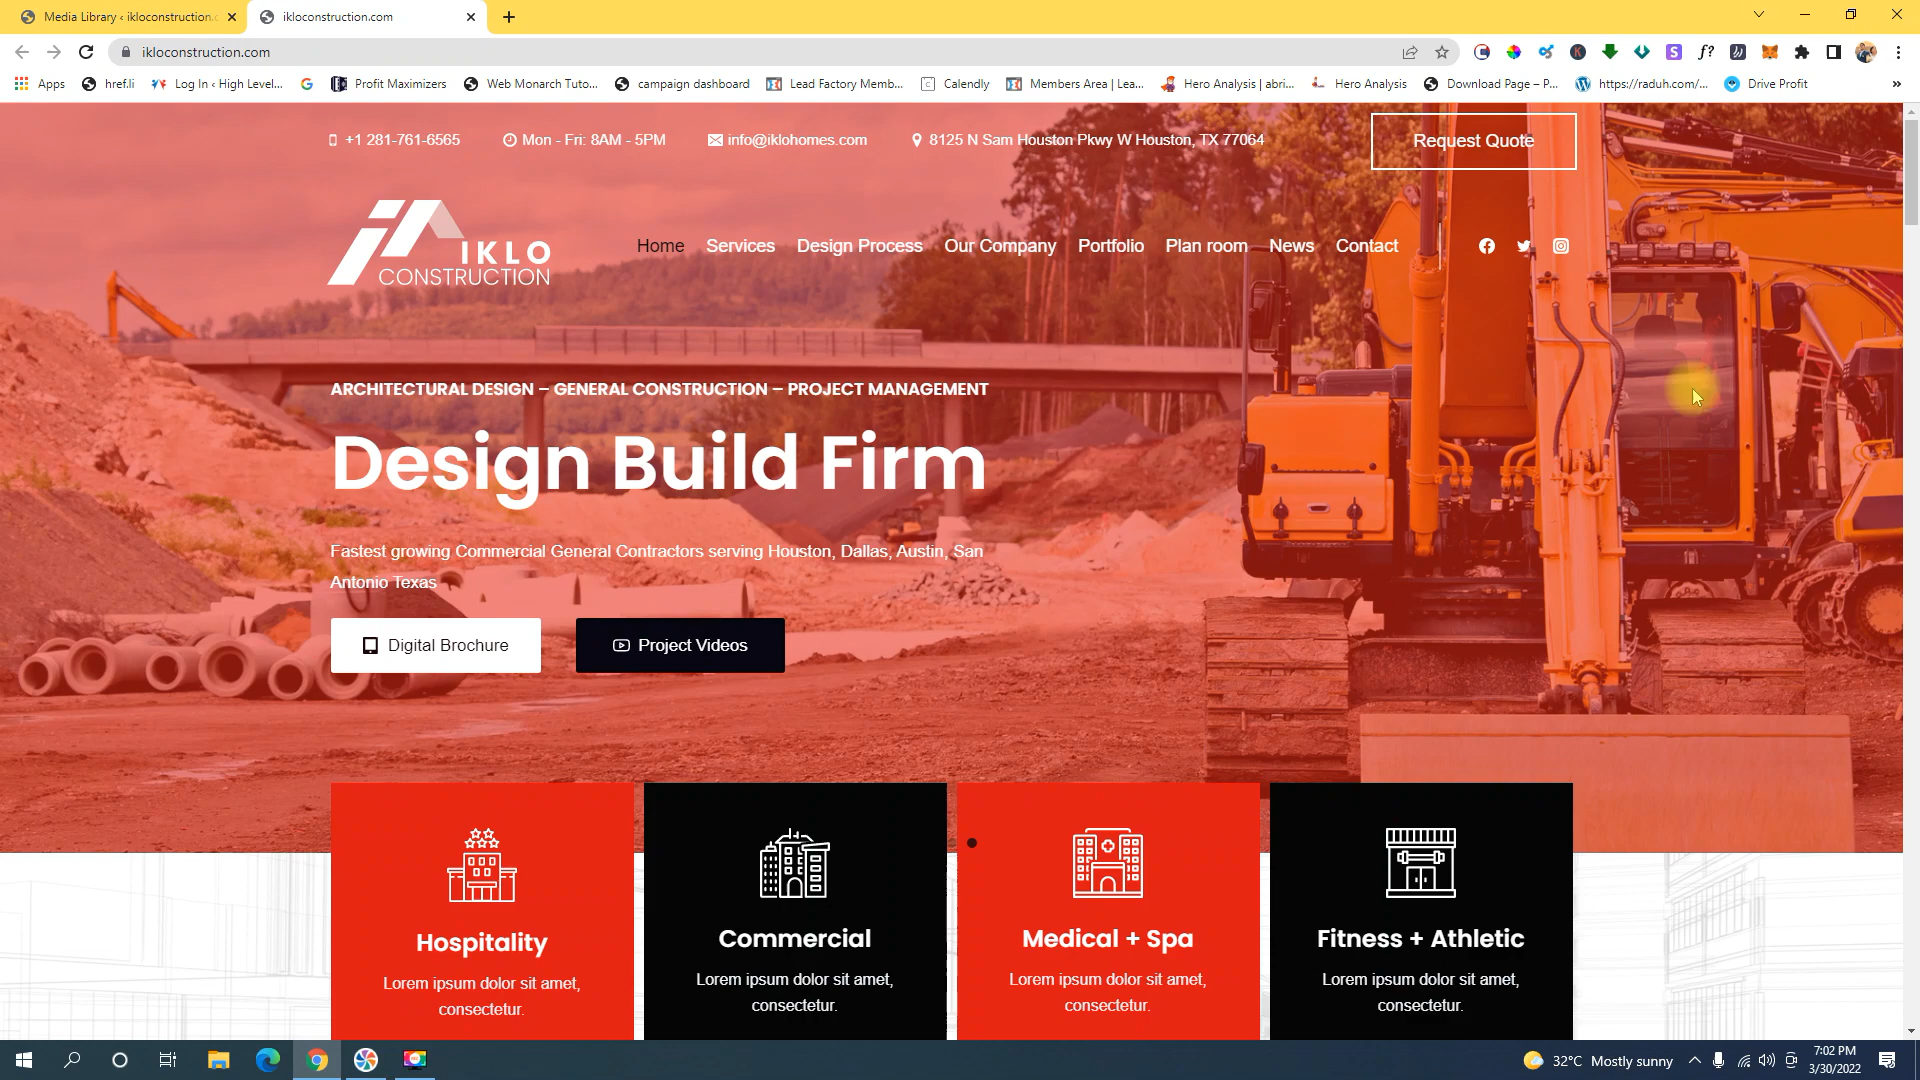 Media Library ‹ ikloconstruction.c
ikloconstruction.com
ikloconstruction.com
Apps
href.li
Log In ‹ High Level...
Profit Maximizers
Web Monarch Tuto...
campaign dashboard
Lead Factory Memb...
Calendly
Members Area | Lea...
Hero Analysis | abri...
Hero Analysis
Download Page – P...
https://raduh.com/...
Drive Profit
»
+1 281-761-6565
Mon - Fri: 8AM - 5PM
info@iklohomes.com
8125 N Sam Houston Pkwy W Houston, TX 77064
Request Quote
IKLO
CONSTRUCTION
Home
Services
Design Process
Our Company
Portfolio
Plan room
News
Contact
ARCHITECTURAL DESIGN – GENERAL CONSTRUCTION – PROJECT MANAGEMENT
Design Build Firm
Fastest growing Commercial General Contractors serving Houston, Dallas, Austin, San
Antonio Texas
Digital Brochure
Project Videos
Hospitality
Lorem ipsum dolor sit amet,
consectetur.
Commercial
Lorem ipsum dolor sit amet,
consectetur.
Medical + Spa
Lorem ipsum dolor sit amet,
consectetur.
Fitness + Athletic
Lorem ipsum dolor sit amet,
consectetur.
32°C Mostly sunny
7:02 PM
3/30/2022